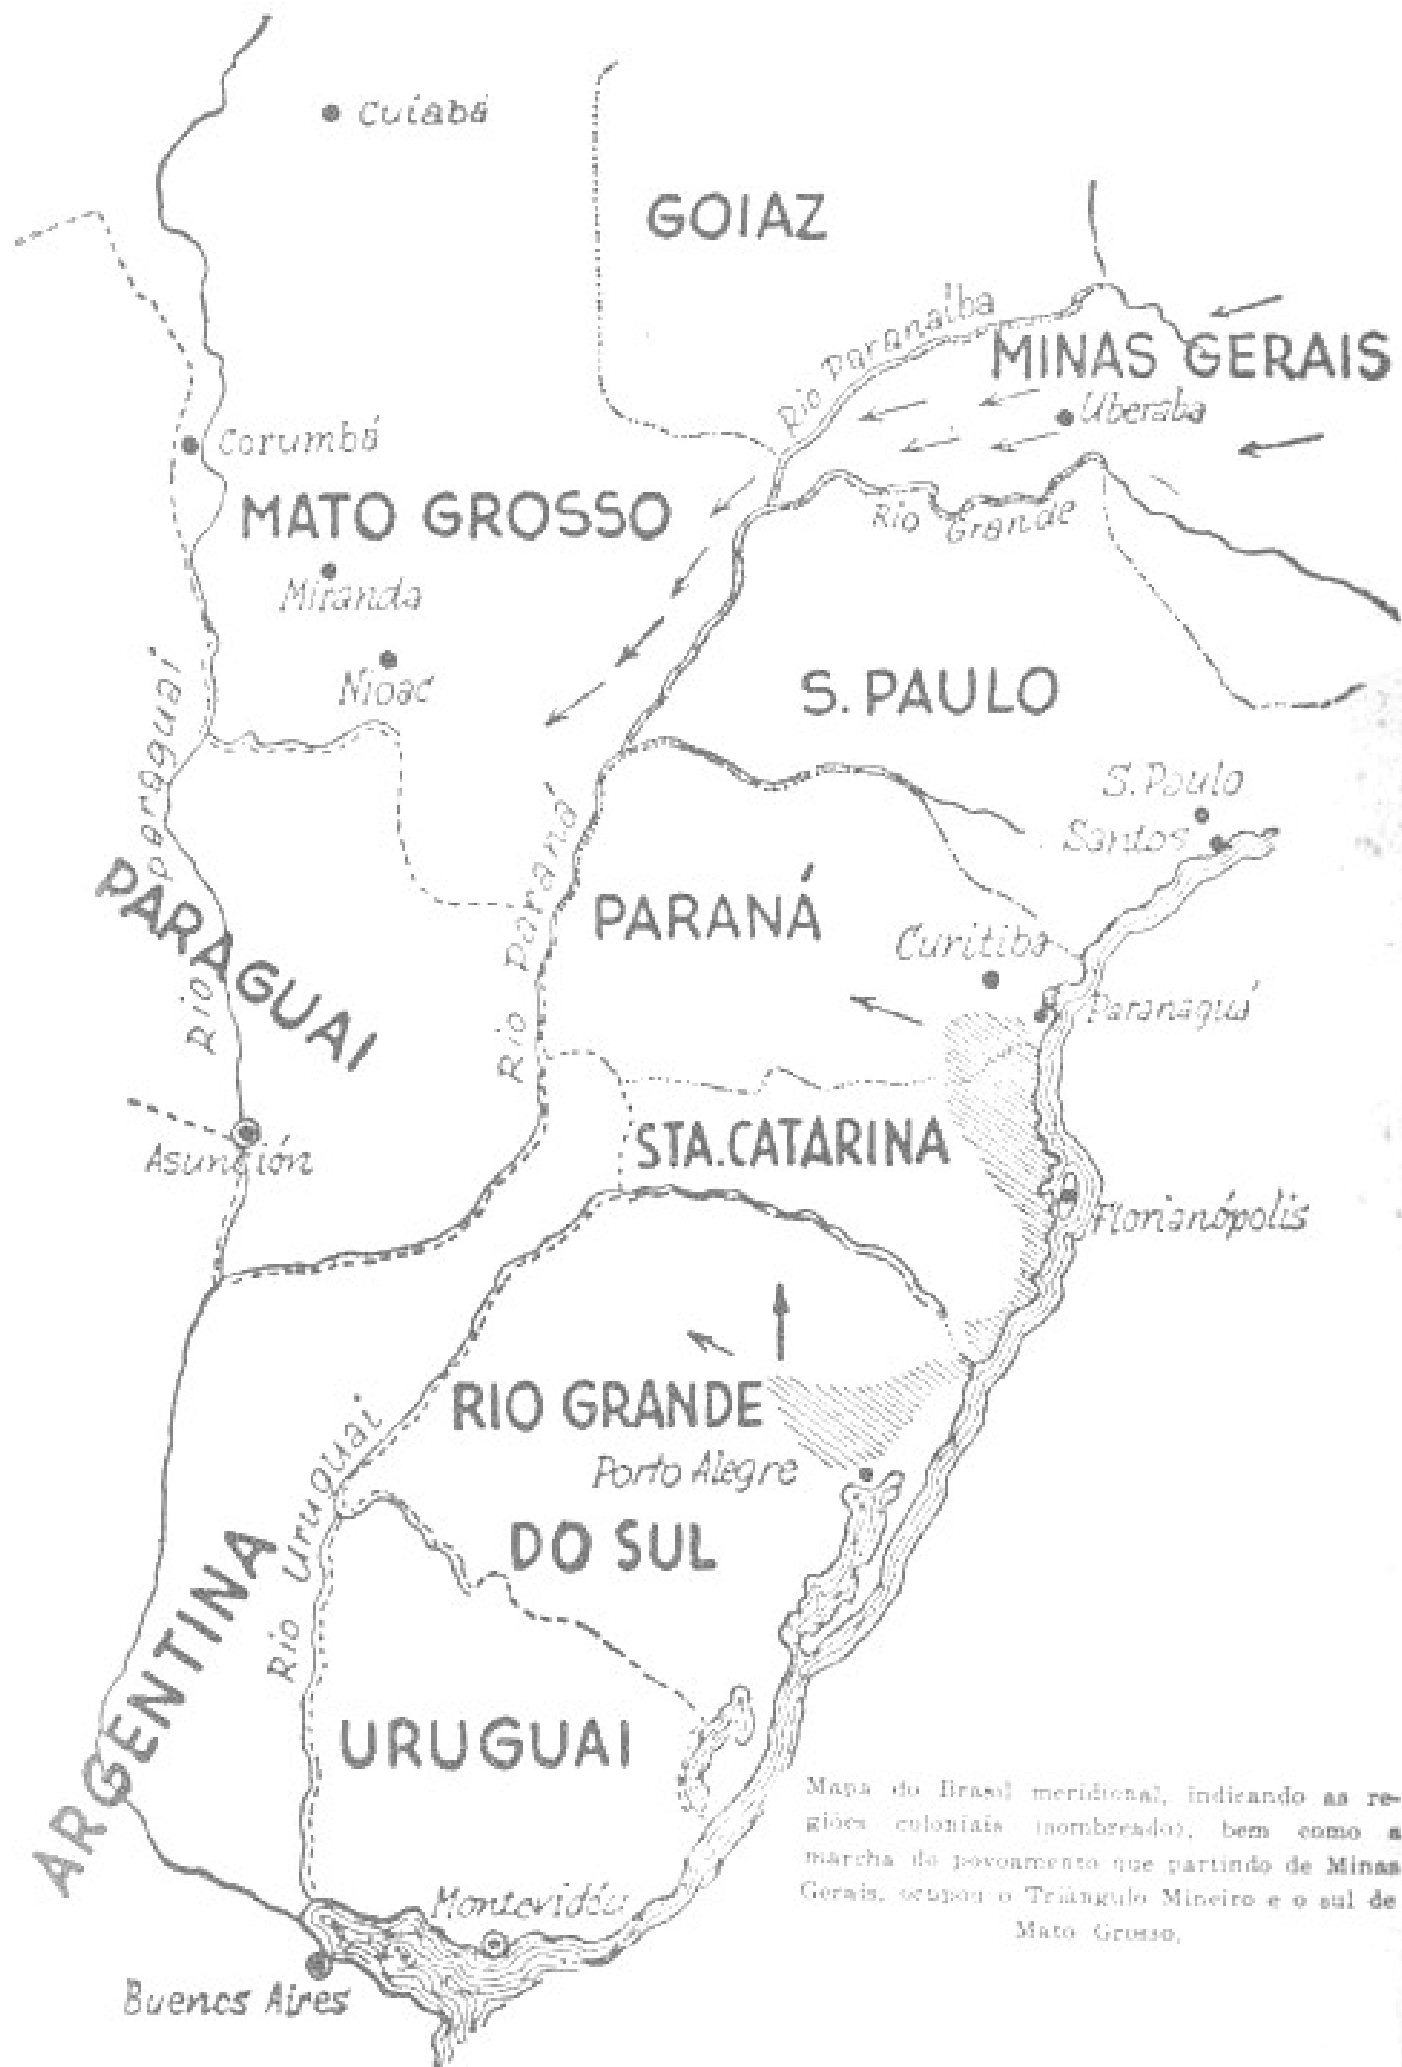 Cuiabá
GOIAZ
Rio Paranaíba
MINAS GERAIS
Uberaba
Corumbá
MATO GROSSO
Rio Grande
Miranda
Nioac
S. PAULO
Rio Paraguai
S. Paulo
Santos
Rio Paraná
PARAGUAI
PARANÁ
Curitiba
Paranaguá
Asunción
STA. CATARINA
Florianópolis
RIO GRANDE
Porto Alegre
DO SUL
Rio Uruguai
ARGENTINA
URUGUAI
Montevidéu
Buenos Aires
Mapa do Brasil meridional, indicando as re-
giões coloniais (sombreado), bem como a
marcha do povoamento que partindo de Minas
Gerais, ocupou o Triângulo Mineiro e o sul de
Mato Grosso.